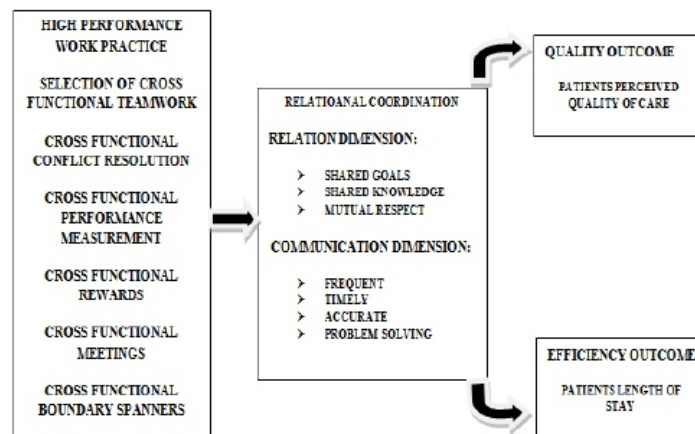 HIGH PERFORMANCE
WORK PRACTICE
SELECTION OF CROSS
FUNCTIONAL TEAMWORK
CROSS FUNCTIONAL
CONFLICT RESOLUTION
CROSS
FUNCTIONAL
PERFORMANCE
MEASUREMENT
CROSS FUNCTIONAL
REWARDS
CROSS FUNCTIONAL
MEETINGS
CROSS FUNCTIONAL
BOUNDARY SPANNERS
RELATIOANAL COORDINATION
RELATION DIMENSION:
➤ SHARED GOALS
➤ SHARED KNOWLEDGE
➤ MUTUAL RESPECT
COMMUNICATION DIMENSION:
➤ FREQUENT
➤ TIMELY
➤ ACCURATE
➤ PROBLEM SOLVING
QUALITY OUTCOME
PATIENTS PERCEIVED
QUALITY OF CARE
EFFICIENCY OUTCOME
PATIENTS LENGTH OF
STAY